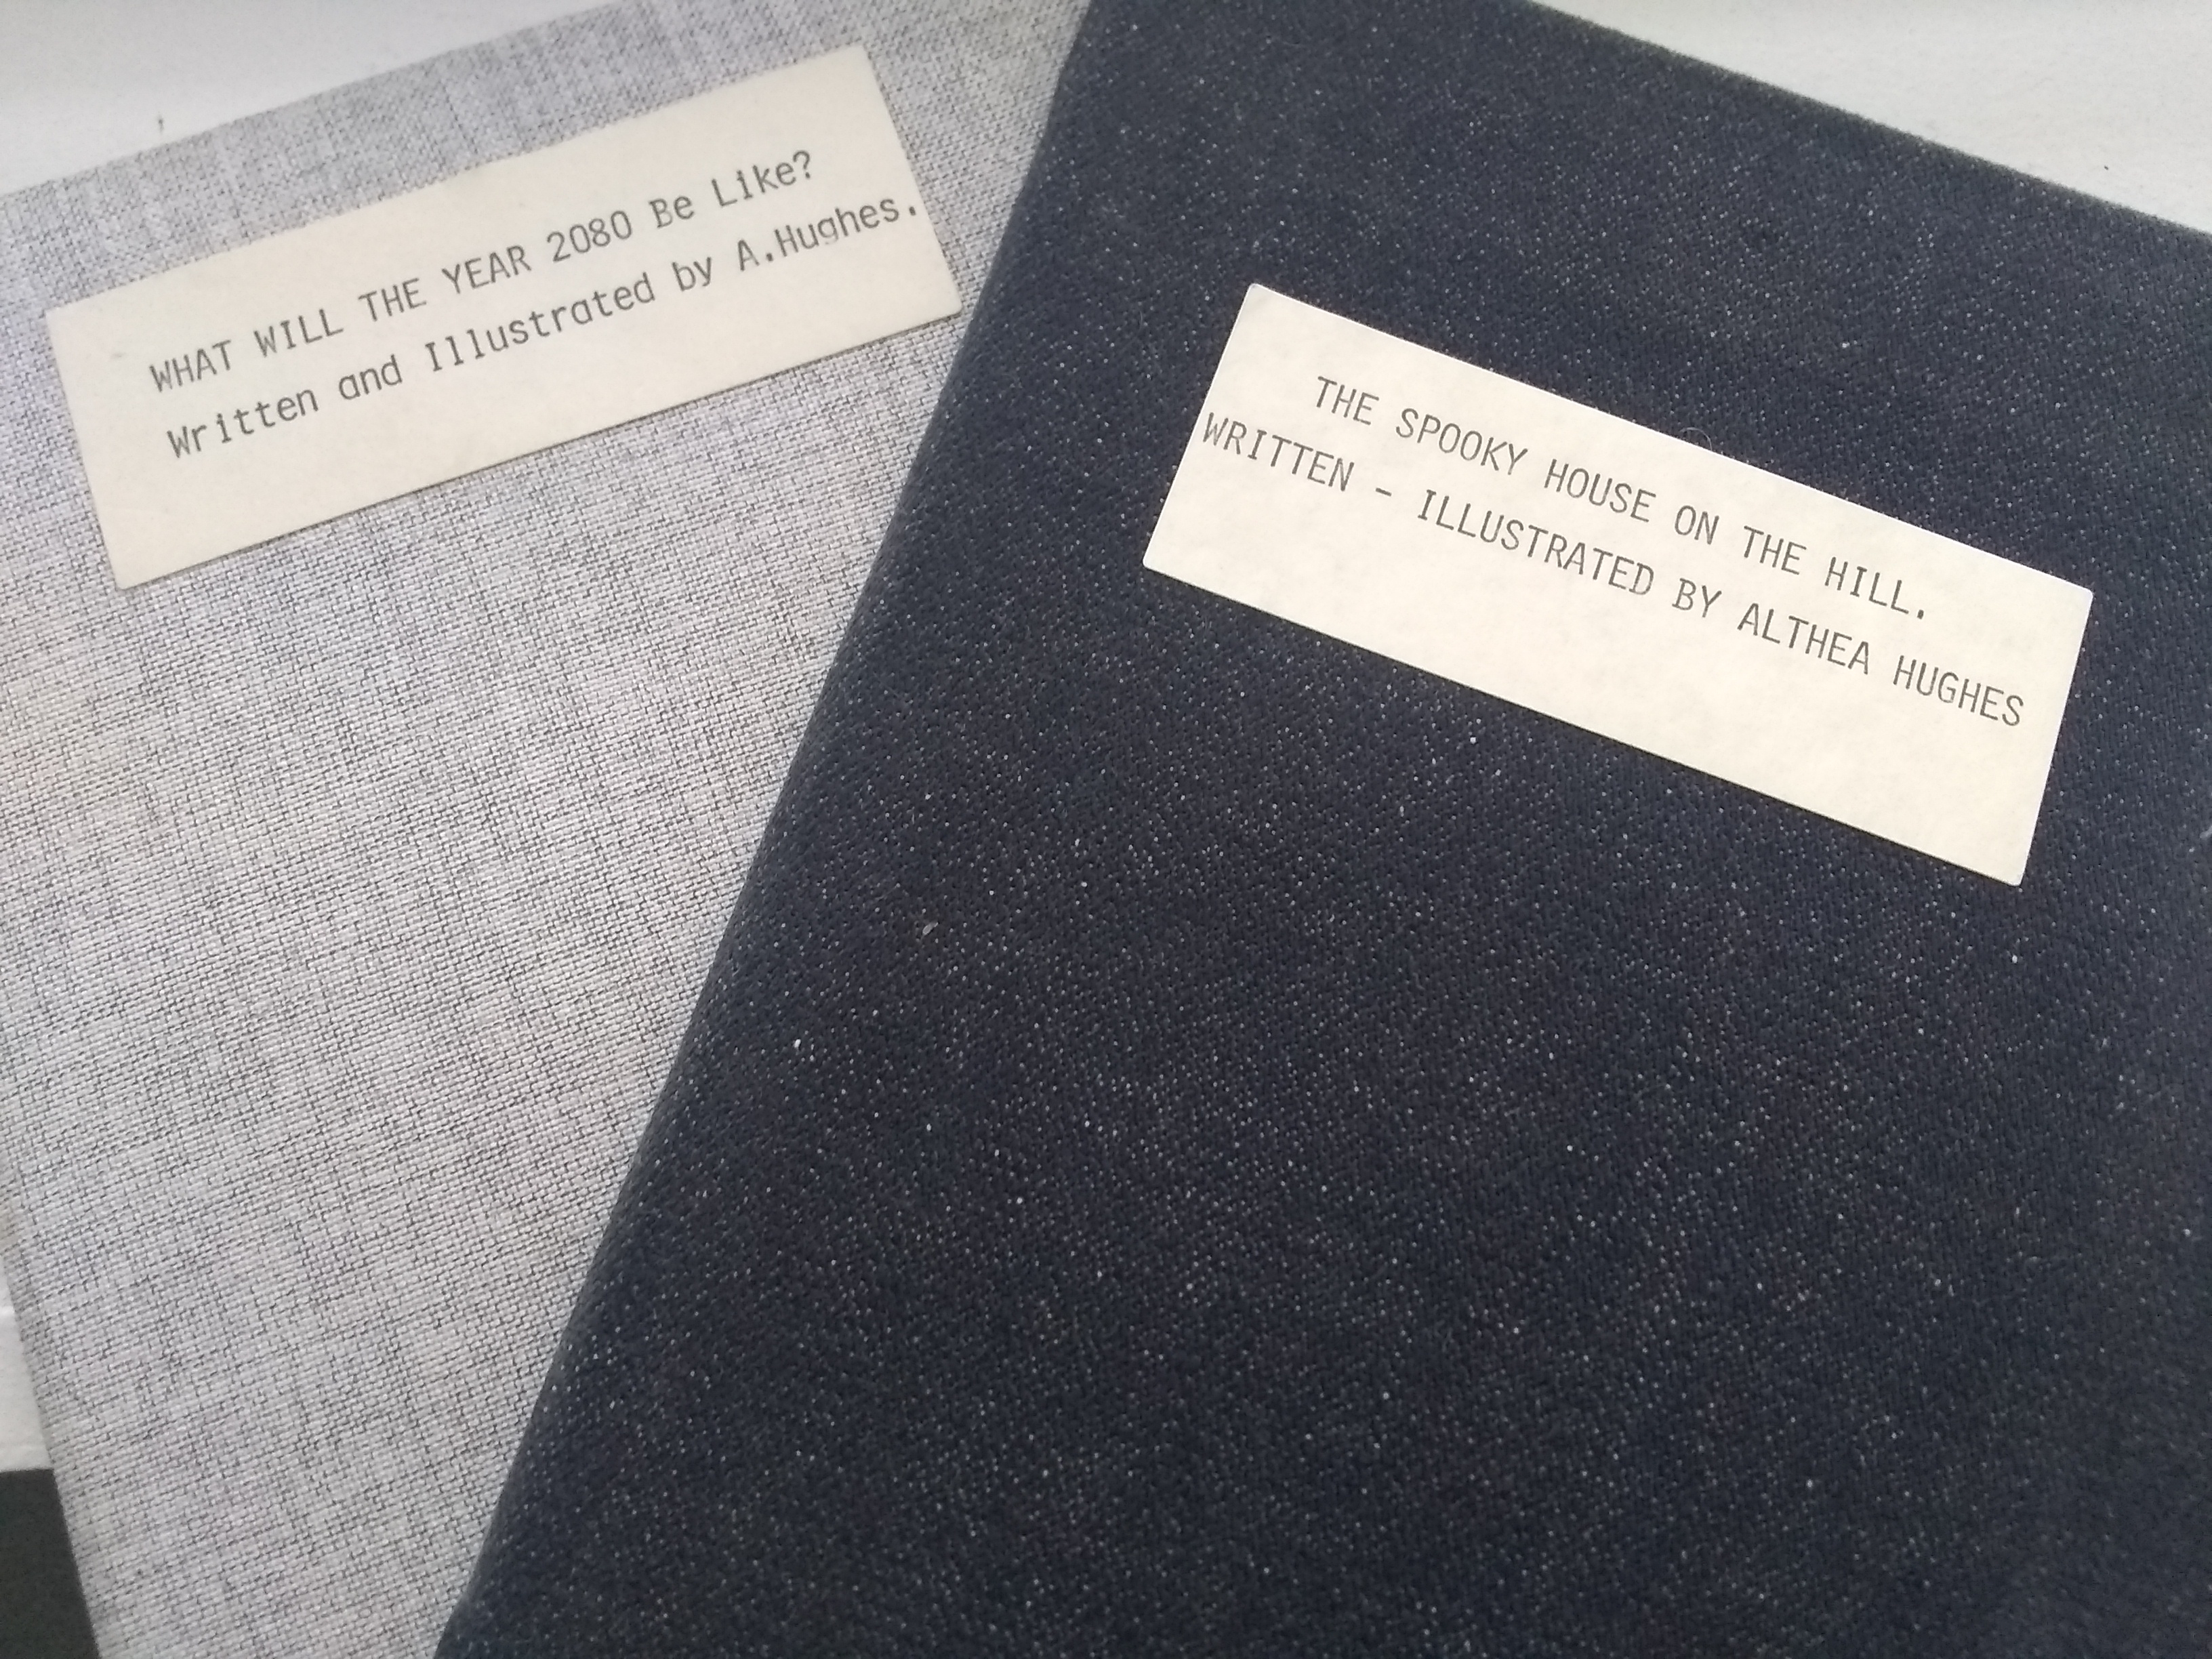 WHAT WILL THE YEAR 2080 Be Like?
Written and Illustrated by A.Hughes.
THE SPOOKY HOUSE ON THE HILL.
WRITTEN - ILLUSTRATED BY ALTHEA HUGHES